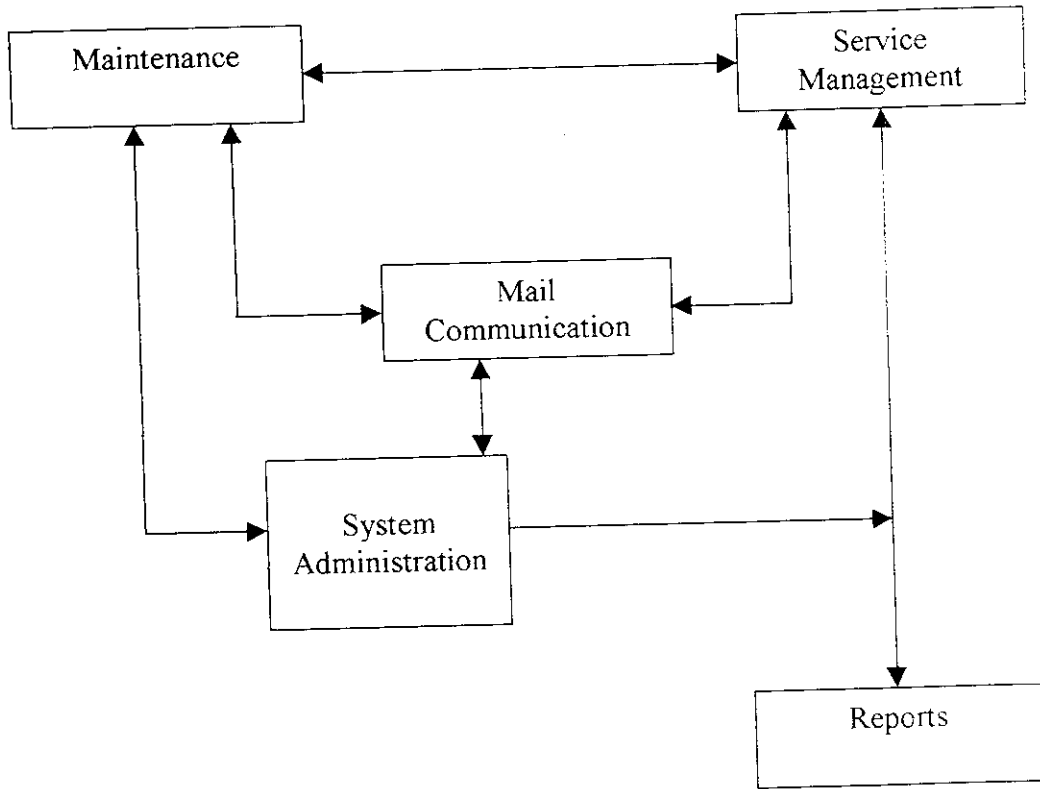 Maintenance
Service
Management
Mail
Communication
System
Administration
Reports